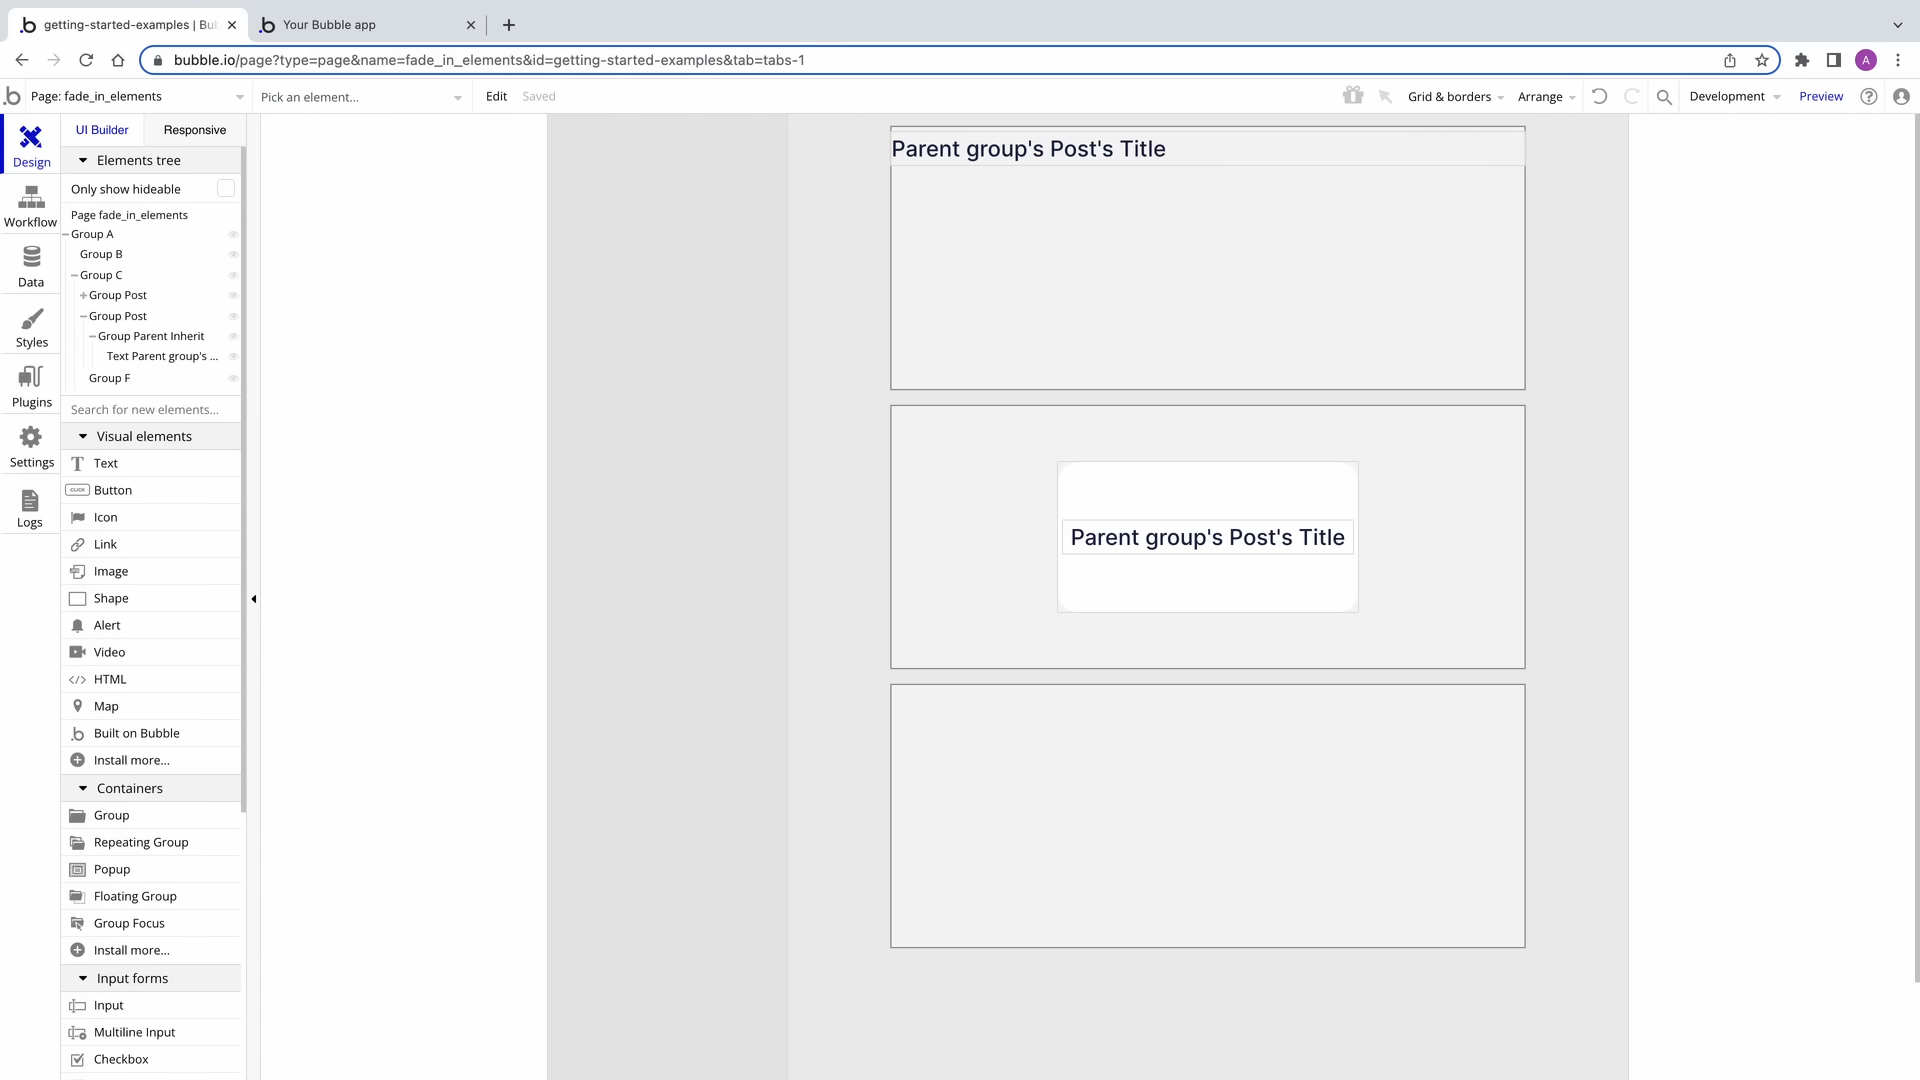 getting-started-examples | Bu
Your Bubble app
bubble.io/page?type=page&name=fade_in_elements&id=getting-started-examples&tab=tabs-1
A
Page: fade_in_elements
Pick an element...
Edit
Saved
Grid & borders
Arrange
Development
Preview
UI Builder
Responsive
Design
Workflow
Data
Styles
Plugins
Settings
Logs
Elements tree
Only show hideable
Page fade_in_elements
Group A
Group B
Group C
Group Post
Group Post
Group Parent Inherit
Text Parent group's ...
Group F
Search for new elements...
Visual elements
Text
CLICK Button
Icon
Link
Image
Shape
Alert
Video
HTML
Map
Built on Bubble
Install more...
Containers
Group
Repeating Group
Popup
Floating Group
Group Focus
Install more...
Input forms
Input
Multiline Input
Checkbox
Parent group's Post's Title
Parent group's Post's Title